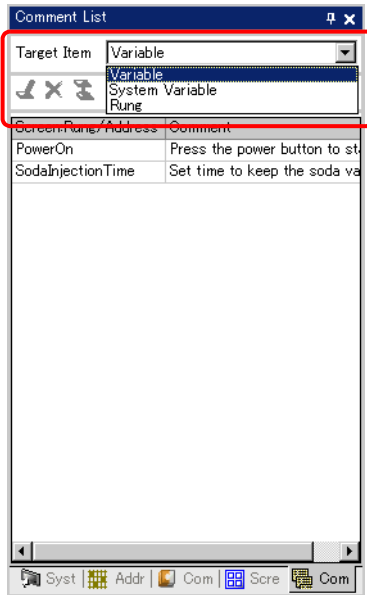 Comment List
Target Item Variable
Variable
System Variable
Rung
Screen:Rung/Address Comment
PowerOn Press the power button to sta
SodaInjectionTime Set time to keep the soda va
Syst Addr Com Scre Com